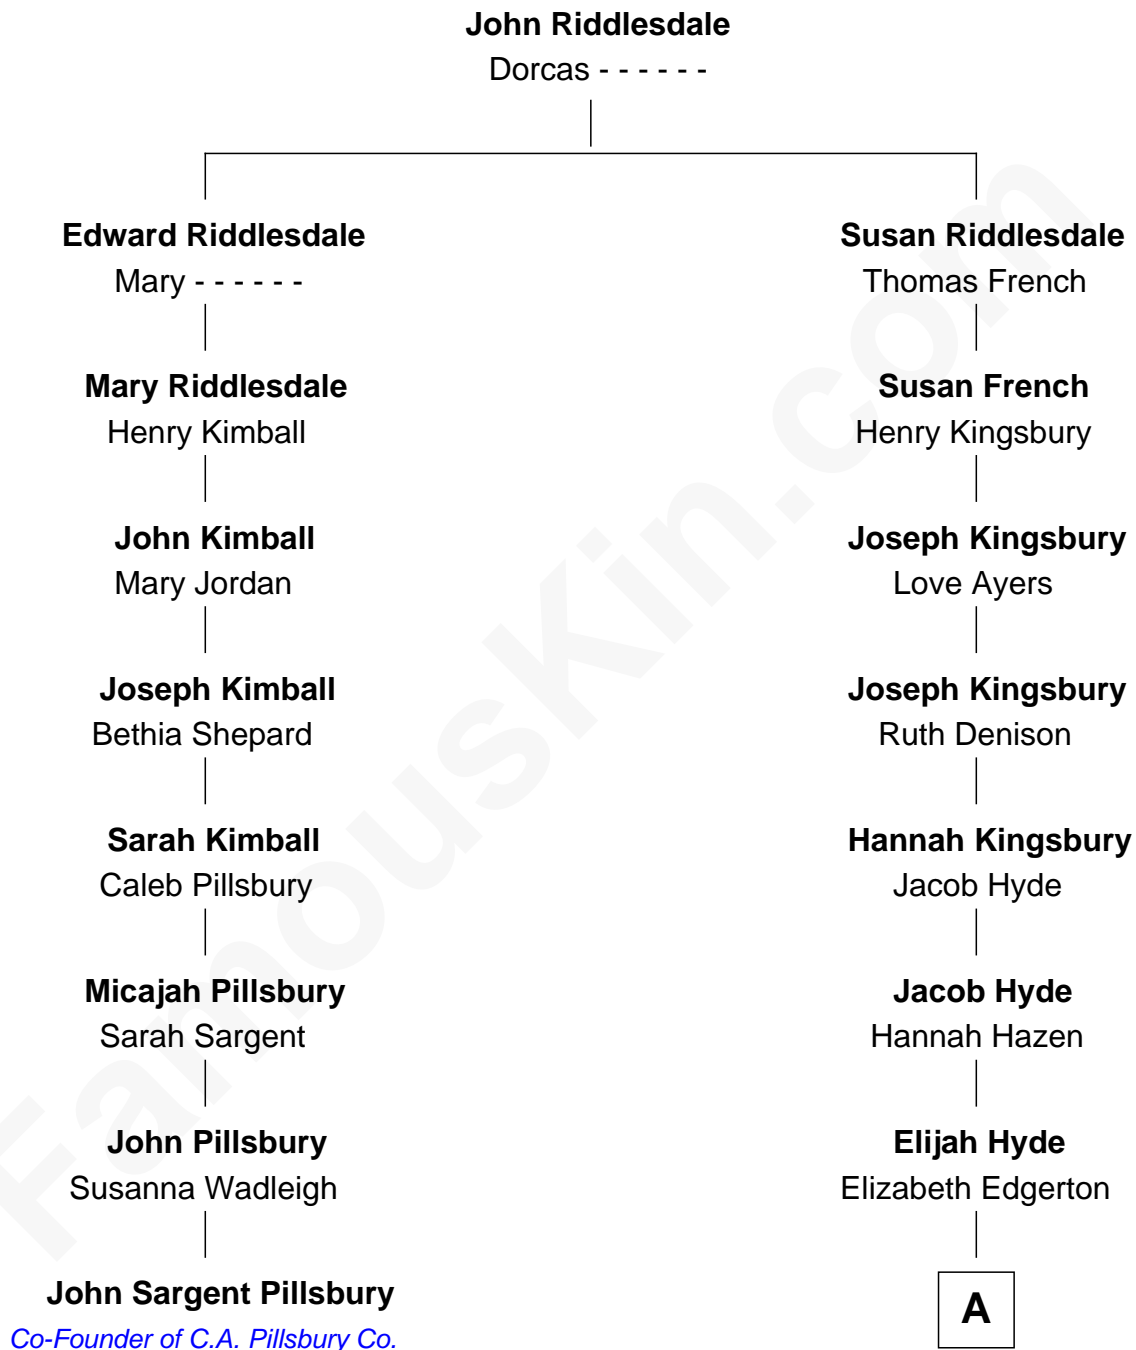 John Riddlesdale
Dorcas - - - - - -
Edward Riddlesdale
Mary - - - - - -
Mary Riddlesdale
Henry Kimball
John Kimball
Mary Jordan
Joseph Kimball
Bethia Shepard
Sarah Kimball
Caleb Pillsbury
Micajah Pillsbury
Sarah Sargent
John Pillsbury
Susanna Wadleigh
John Sargent Pillsbury
Co-Founder of C.A. Pillsbury Co.
Susan Riddlesdale
Thomas French
Susan French
Henry Kingsbury
Joseph Kingsbury
Love Ayers
Joseph Kingsbury
Ruth Denison
Hannah Kingsbury
Jacob Hyde
Jacob Hyde
Hannah Hazen
Elijah Hyde
Elizabeth Edgerton
A
FamousKin.com